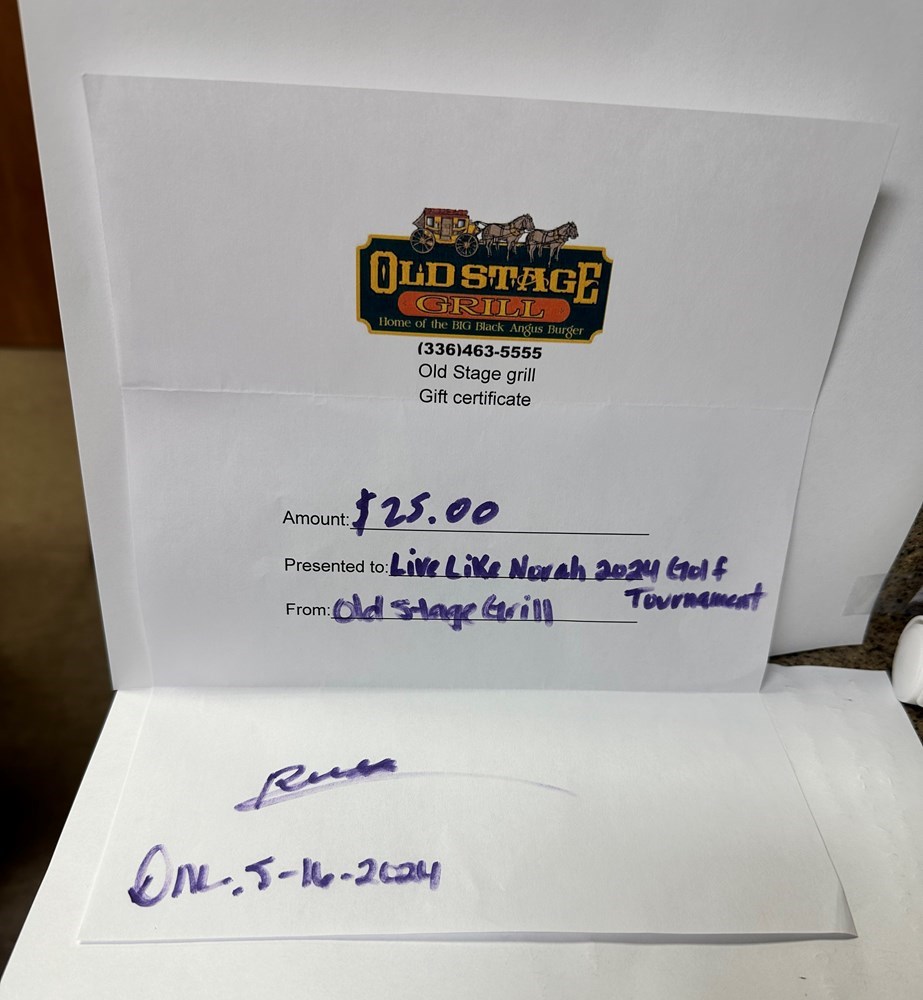 OLD STAGE
GRILL
Home of the BIG Black Angus Burger
(336)463-5555
Old Stage grill
Gift certificate
Amount: $25.00
Presented to: Live Like Norah 2024 Golf
Tournament
From: Old Stage Grill
5-16-2024